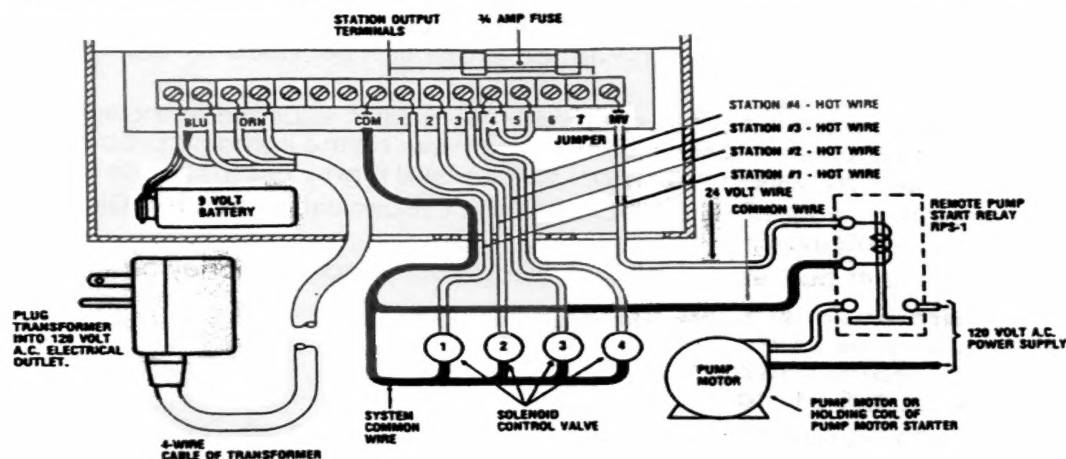 STATION OUTPUT
TERMINALS
¾ AMP FUSE
BLU
ORN
COM
1
2
3
4
5
6
7
MV
JUMPER
STATION #4 - HOT WIRE
STATION #3 - HOT WIRE
STATION #2 - HOT WIRE
STATION #1 - HOT WIRE
24 VOLT WIRE
COMMON WIRE
REMOTE PUMP
START RELAY
RPS-1
9 VOLT
BATTERY
PLUG
TRANSFORMER
INTO 120 VOLT
A.C. ELECTRICAL
OUTLET.
1
2
3
4
PUMP
MOTOR
120 VOLT A.C.
POWER SUPPLY
SYSTEM
COMMON
WIRE
SOLENOID
CONTROL VALVE
PUMP MOTOR OR
HOLDING COIL OF
PUMP MOTOR STARTER
4-WIRE
CABLE OF TRANSFORMER